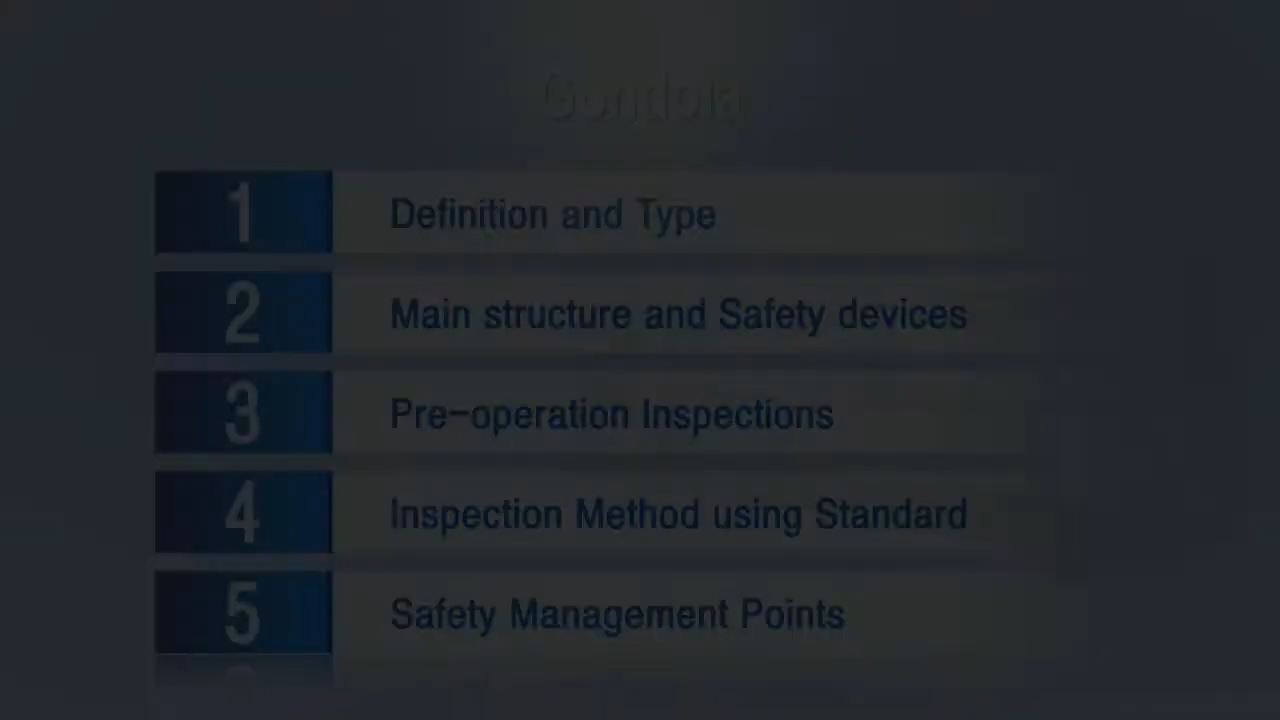 Gondola
1 Definition and Type
2 Main structure and Safety devices
3 Pre-operation Inspections
4 Inspection Method using Standard
5 Safety Management Points